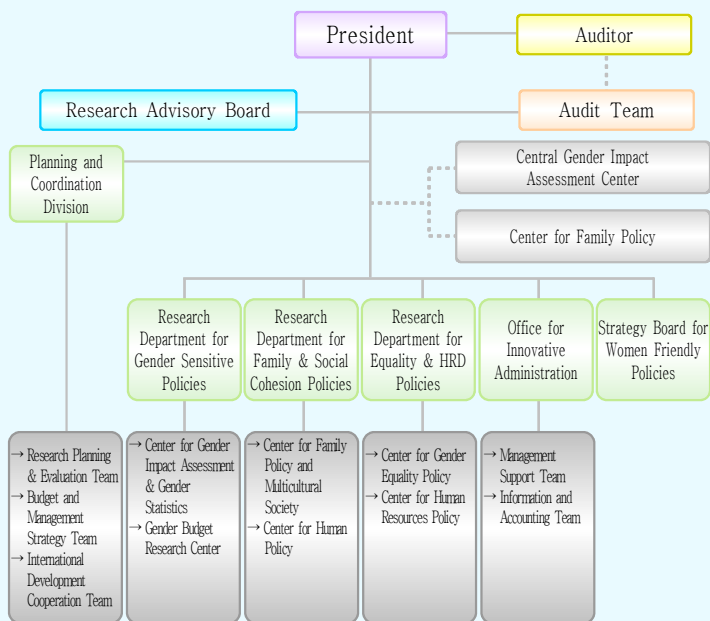 President
Auditor
Research Advisory Board
Audit Team
Planning and
Coordination
Division
Central Gender Impact
Assessment Center
Center for Family Policy
Research
Department for
Gender Sensitive
Policies
Research
Department for
Family & Social
Cohesion Policies
Research
Department for
Equality & HRD
Policies
Office for
Innovative
Administration
Strategy Board for
Women Friendly
Policies
→ Research Planning
& Evaluation Team
→ Budget and
Management
Strategy Team
→ International
Development
Cooperation Team
→ Center for Gender
Impact Assessment
& Gender
Statistics
→ Gender Budget
Research Center
→ Center for Family
Policy and
Multicultural
Society
→ Center for Human
Policy
→ Center for Gender
Equality Policy
→ Center for Human
Resources Policy
→ Management
Support Team
→ Information and
Accounting Team